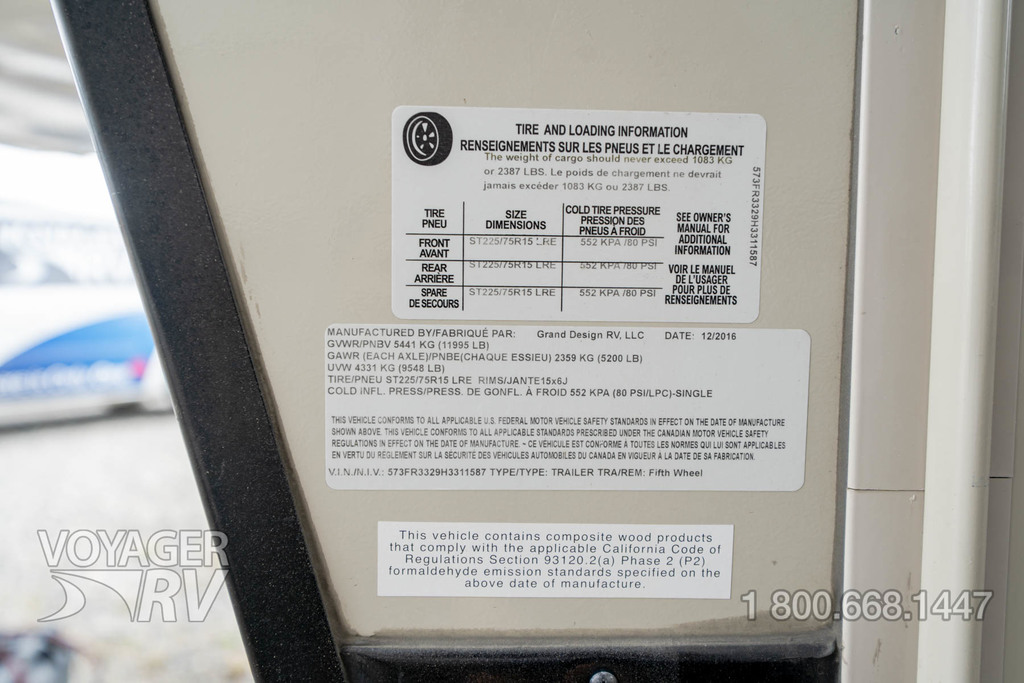 TIRE AND LOADING INFORMATION
RENSEIGNEMENTS SUR LES PNEUS ET LE CHARGEMENT
The weight of cargo should never exceed 1083 KG
or 2387 LBS. Le poids de chargement ne devrait
jamais excéder 1083 KG ou 2387 LBS.
TIRE
PNEU
SIZE
DIMENSIONS
COLD TIRE PRESSURE
PRESSION DES
PNEUS À FROID
FRONT
AVANT
ST225/75R15 LRE
552 KPA /80 PSI
REAR
ARRIÈRE
ST225/75R15 LRE
552 KPA /80 PSI
SPARE
DE SECOURS
ST225/75R15 LRE
552 KPA /80 PSI
SEE OWNER'S
MANUAL FOR
ADDITIONAL
INFORMATION
VOIR LE MANUEL
DE L'USAGER
POUR PLUS DE
RENSEIGNEMENTS
573FR3329H3311587
MANUFACTURED BY/FABRIQUÉ PAR: Grand Design RV, LLC DATE: 12/2016
GVWR/PNBV 5441 KG (11995 LB)
GAWR (EACH AXLE)/PNBE(CHAQUE ESSIEU) 2359 KG (5200 LB)
UVW 4331 KG (9548 LB)
TIRE/PNEU ST225/75R15 LRE RIMS/JANTE15x6J
COLD INFL. PRESS/PRESS. DE GONFL. À FROID 552 KPA (80 PSI/LPC)-SINGLE
THIS VEHICLE CONFORMS TO ALL APPLICABLE U.S. FEDERAL MOTOR VEHICLE SAFETY STANDARDS IN EFFECT ON THE DATE OF MANUFACTURE
SHOWN ABOVE. THIS VEHICLE CONFORMS TO ALL APPLICABLE STANDARDS PRESCRIBED UNDER THE CANADIAN MOTOR VEHICLE SAFETY
REGULATIONS IN EFFECT ON THE DATE OF MANUFACTURE. - CE VÉHICULE EST CONFORME À TOUTES LES NORMES QUI LUI SONT APPLICABLES
EN VERTU DU RÈGLEMENT SUR LA SÉCURITÉ DES VÉHICULES AUTOMOBILES DU CANADA EN VIGUEUR À LA DATE DE SA FABRICATION.
V.I.N./N.I.V.: 573FR3329H3311587 TYPE/TYPE: TRAILER TRA/REM: Fifth Wheel
This vehicle contains composite wood products
that comply with the applicable California Code of
Regulations Section 93120.2(a) Phase 2 (P2)
formaldehyde emission standards specified on the
above date of manufacture.
VOYAGER
RV
1 800.668.1447